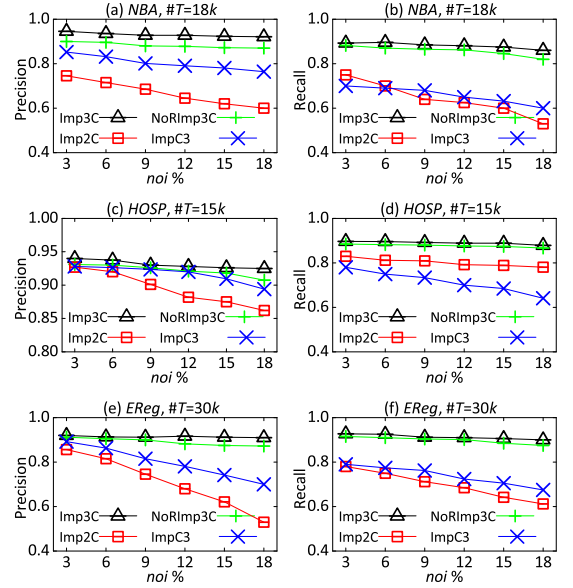 (a) NBA, #T=18k
Precision
1.0
0.8
0.6
0.4
Imp3C NoRImp3C
Imp2C ImpC3
3 6 9 12 15 18
noi %
(b) NBA, #T=18k
Recall
1.0
0.8
0.6
0.4
Imp3C NoRImp3C
Imp2C ImpC3
3 6 9 12 15 18
noi %
(c) HOSP, #T=15k
Precision
1.00
0.95
0.90
0.85
0.80
Imp3C NoRImp3C
Imp2C ImpC3
3 6 9 12 15 18
noi %
(d) HOSP, #T=15k
Recall
1.0
0.8
0.6
0.4
Imp3C NoRImp3C
Imp2C ImpC3
3 6 9 12 15 18
noi %
(e) EReg, #T=30k
Precision
1.0
0.8
0.6
0.4
Imp3C NoRImp3C
Imp2C ImpC3
3 6 9 12 15 18
noi %
(f) EReg, #T=30k
Recall
1.0
0.8
0.6
0.4
Imp3C NoRImp3C
Imp2C ImpC3
3 6 9 12 15 18
noi %